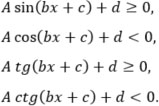 A sin(bx + c) + d ≥ 0,
A cos(bx + c) + d < 0,
A tg(bx + c) + d ≥ 0,
A ctg(bx + c) + d < 0.